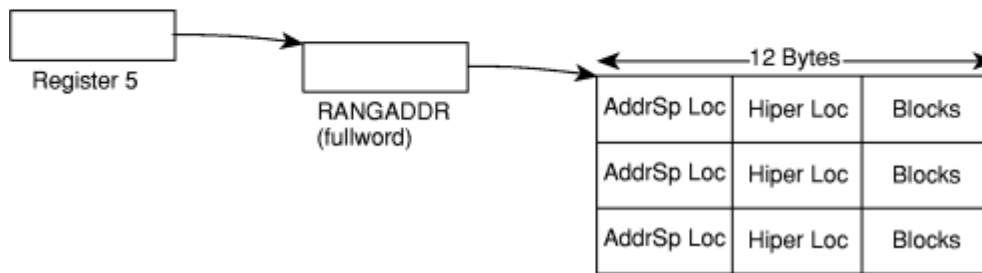 12 Bytes
Register 5
RANGADDR
(fullword)
AddrSp Loc Hiper Loc Blocks
AddrSp Loc Hiper Loc Blocks
AddrSp Loc Hiper Loc Blocks